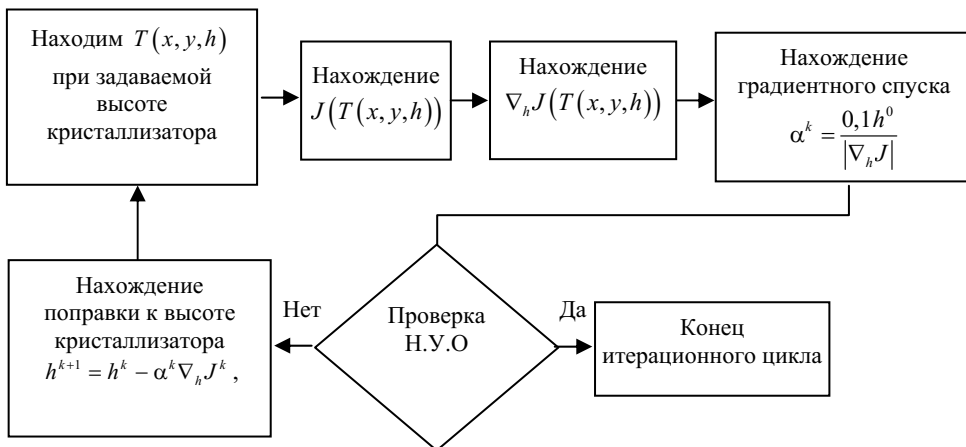 Находим T(x, y, h)
при задаваемой
высоте
кристаллизатора
Нахождение
J(T(x, y, h))
Нахождение
∇_h J(T(x, y, h))
Нахождение
градиентного спуска
α^k = 0,1h^0 / |∇_h J|
Нахождение
поправки к высоте
кристаллизатора
h^{k+1} = h^k − α^k ∇_h J^k ,
Нет
Проверка
Н.У.О
Да
Конец
итерационного цикла